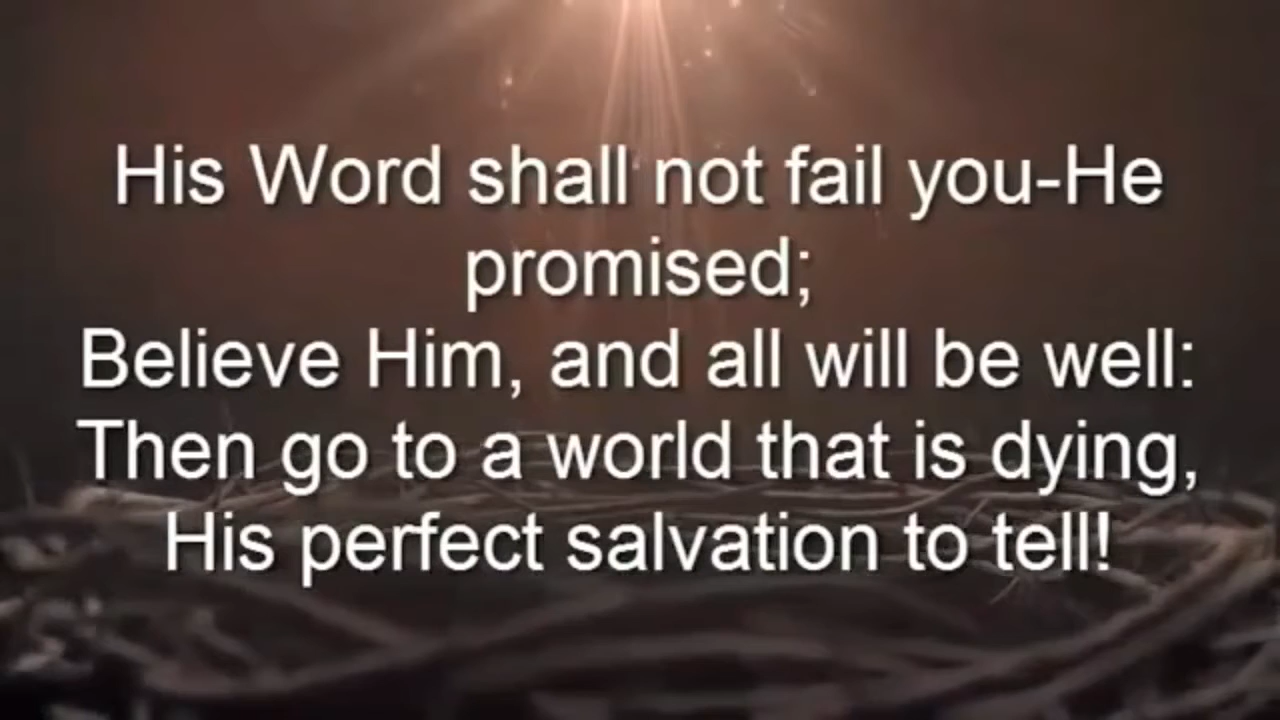 His Word shall not fail you-He
promised;
Believe Him, and all will be well:
Then go to a world that is dying,
His perfect salvation to tell!